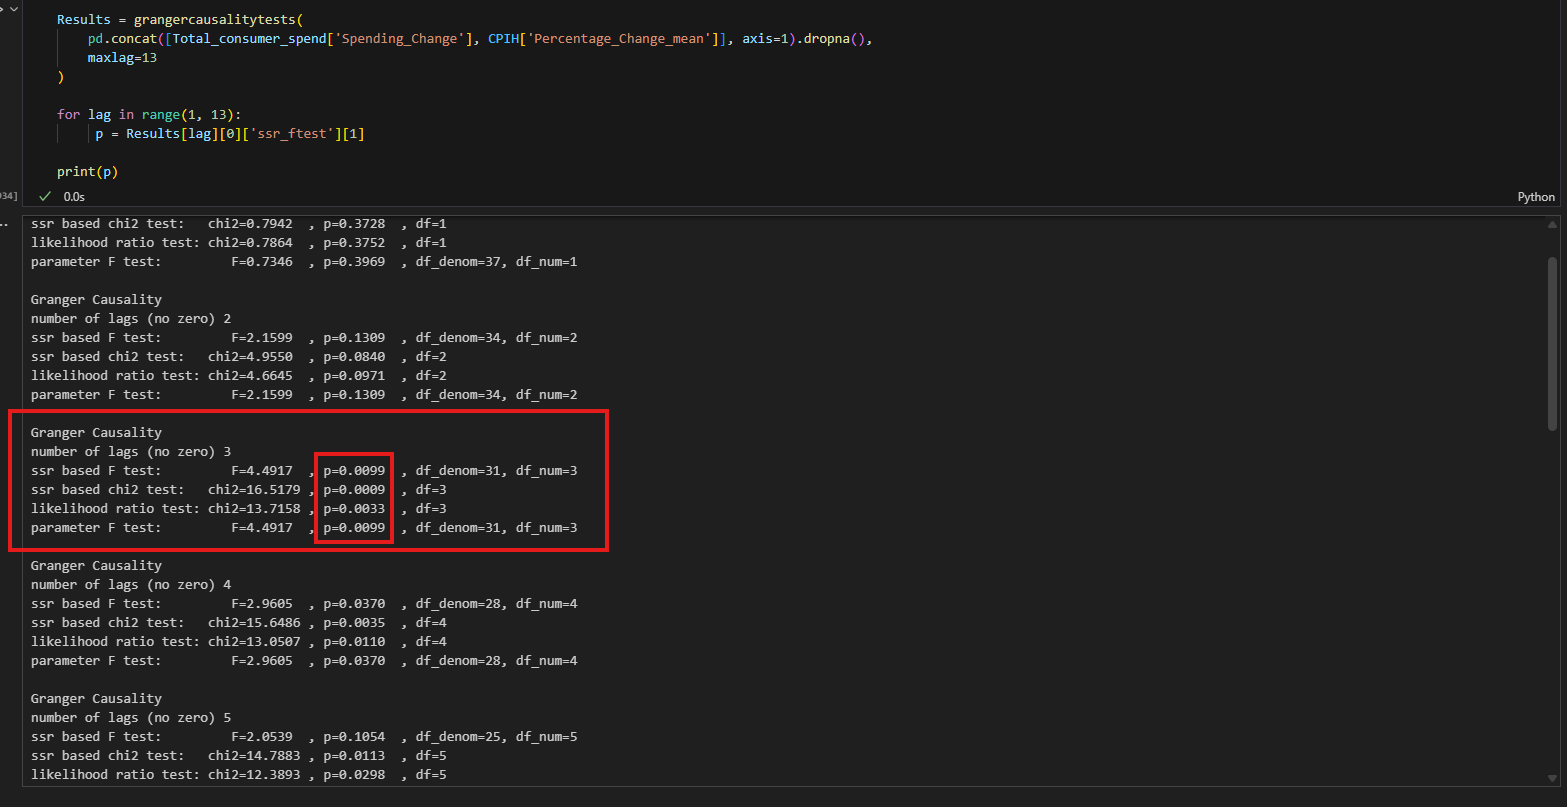 Results = grangercausalitytests(
pd.concat([Total_consumer_spend['Spending_Change'], CPIH['Percentage_Change_mean']], axis=1).dropna(),
maxlag=13
)
for lag in range(1, 13):
p = Results[lag][0]['ssr_ftest'][1]
print(p)
34]
0.0s
Python
ssr based chi2 test:   chi2=0.7942  , p=0.3728  , df=1
likelihood ratio test: chi2=0.7864  , p=0.3752  , df=1
parameter F test:         F=0.7346  , p=0.3969  , df_denom=37, df_num=1
Granger Causality
number of lags (no zero) 2
ssr based F test:         F=2.1599  , p=0.1309  , df_denom=34, df_num=2
ssr based chi2 test:   chi2=4.9550  , p=0.0840  , df=2
likelihood ratio test: chi2=4.6645  , p=0.0971  , df=2
parameter F test:         F=2.1599  , p=0.1309  , df_denom=34, df_num=2
Granger Causality
number of lags (no zero) 3
ssr based F test:         F=4.4917  , p=0.0099  , df_denom=31, df_num=3
ssr based chi2 test:   chi2=16.5179 , p=0.0009  , df=3
likelihood ratio test: chi2=13.7158 , p=0.0033  , df=3
parameter F test:         F=4.4917  , p=0.0099  , df_denom=31, df_num=3
Granger Causality
number of lags (no zero) 4
ssr based F test:         F=2.9605  , p=0.0370  , df_denom=28, df_num=4
ssr based chi2 test:   chi2=15.6486 , p=0.0035  , df=4
likelihood ratio test: chi2=13.0507 , p=0.0110  , df=4
parameter F test:         F=2.9605  , p=0.0370  , df_denom=28, df_num=4
Granger Causality
number of lags (no zero) 5
ssr based F test:         F=2.0539  , p=0.1054  , df_denom=25, df_num=5
ssr based chi2 test:   chi2=14.7883 , p=0.0113  , df=5
likelihood ratio test: chi2=12.3893 , p=0.0298  , df=5